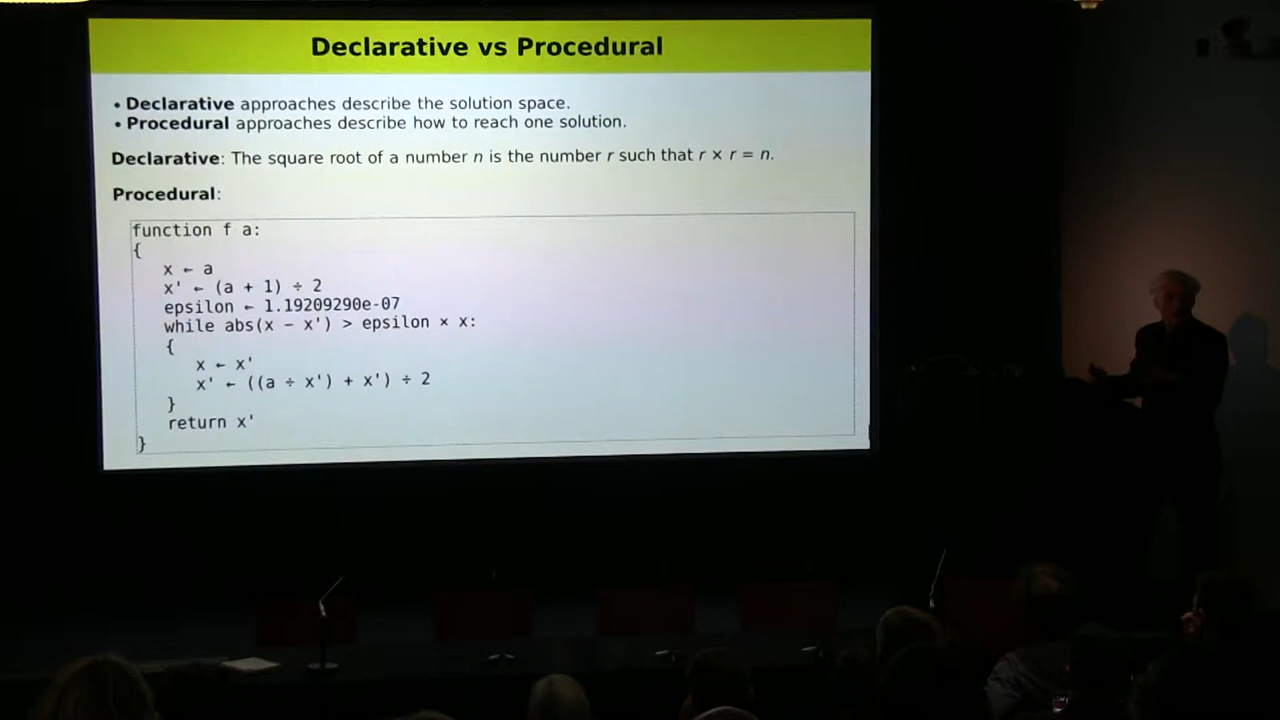 Declarative vs Procedural
• Declarative approaches describe the solution space.
• Procedural approaches describe how to reach one solution.
Declarative: The square root of a number n is the number r such that r × r = n.
Procedural:
function f a:
{
x ← a
x' ← (a + 1) ÷ 2
epsilon ← 1.19209290e-07
while abs(x − x') > epsilon × x:
{
x ← x'
x' ← ((a ÷ x') + x') ÷ 2
}
return x'
}